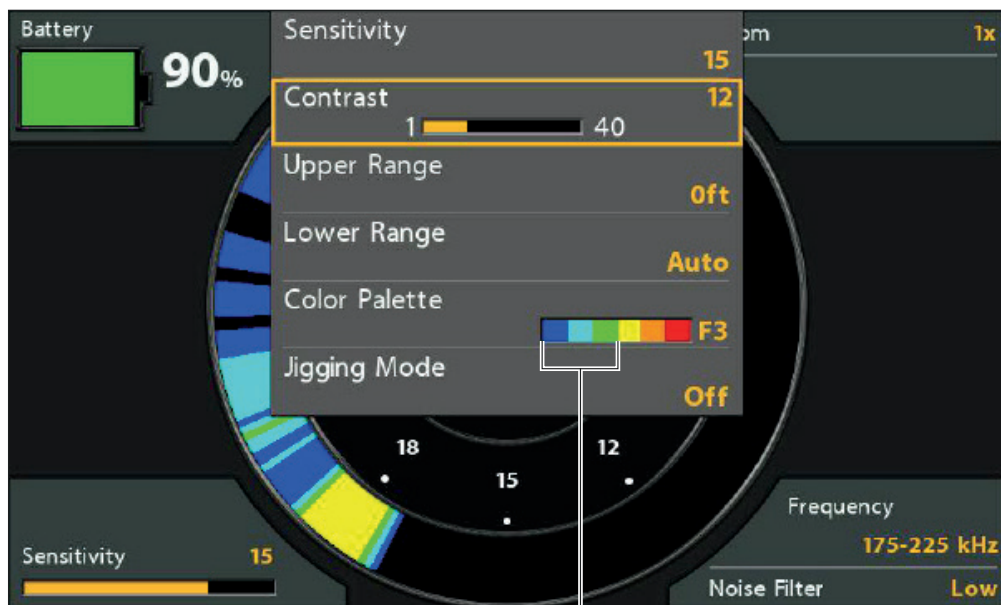 Battery
90%
Sensitivity
15
Contrast 12
1 40
Upper Range
0ft
Lower Range
Auto
Color Palette
F3
Jigging Mode
Off
1x
18 12
15
Sensitivity 15
Frequency
175-225 kHz
Noise Filter Low